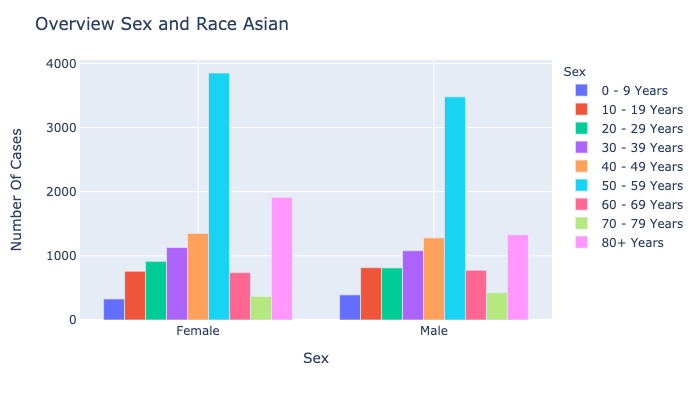 Overview Sex and Race Asian
Number Of Cases
4000
3000
2000
1000
0
Female
Male
Sex
Sex
0 - 9 Years
10 - 19 Years
20 - 29 Years
30 - 39 Years
40 - 49 Years
50 - 59 Years
60 - 69 Years
70 - 79 Years
80+ Years